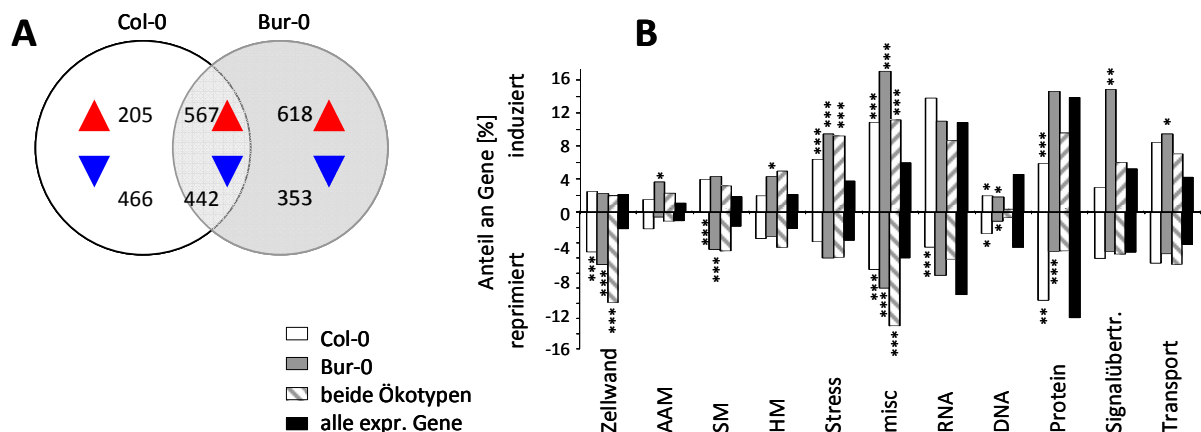 A
Col-0 Bur-0
205 567 618
466 442 353
Col-0
Bur-0
beide Ökotypen
alle expr. Gene
B
Anteil an Gene [%]
reprimiert induziert
16
12
8
4
0
-4
-8
-12
-16
*** *** ***
*
*** ***
*
*** *** ***
*** *** *** *** *** ***
***
* * * *
*** ** ***
**
*
Zellwand
AAM
SM
HM
Stress
misc
RNA
DNA
Protein
Signalübertr.
Transport